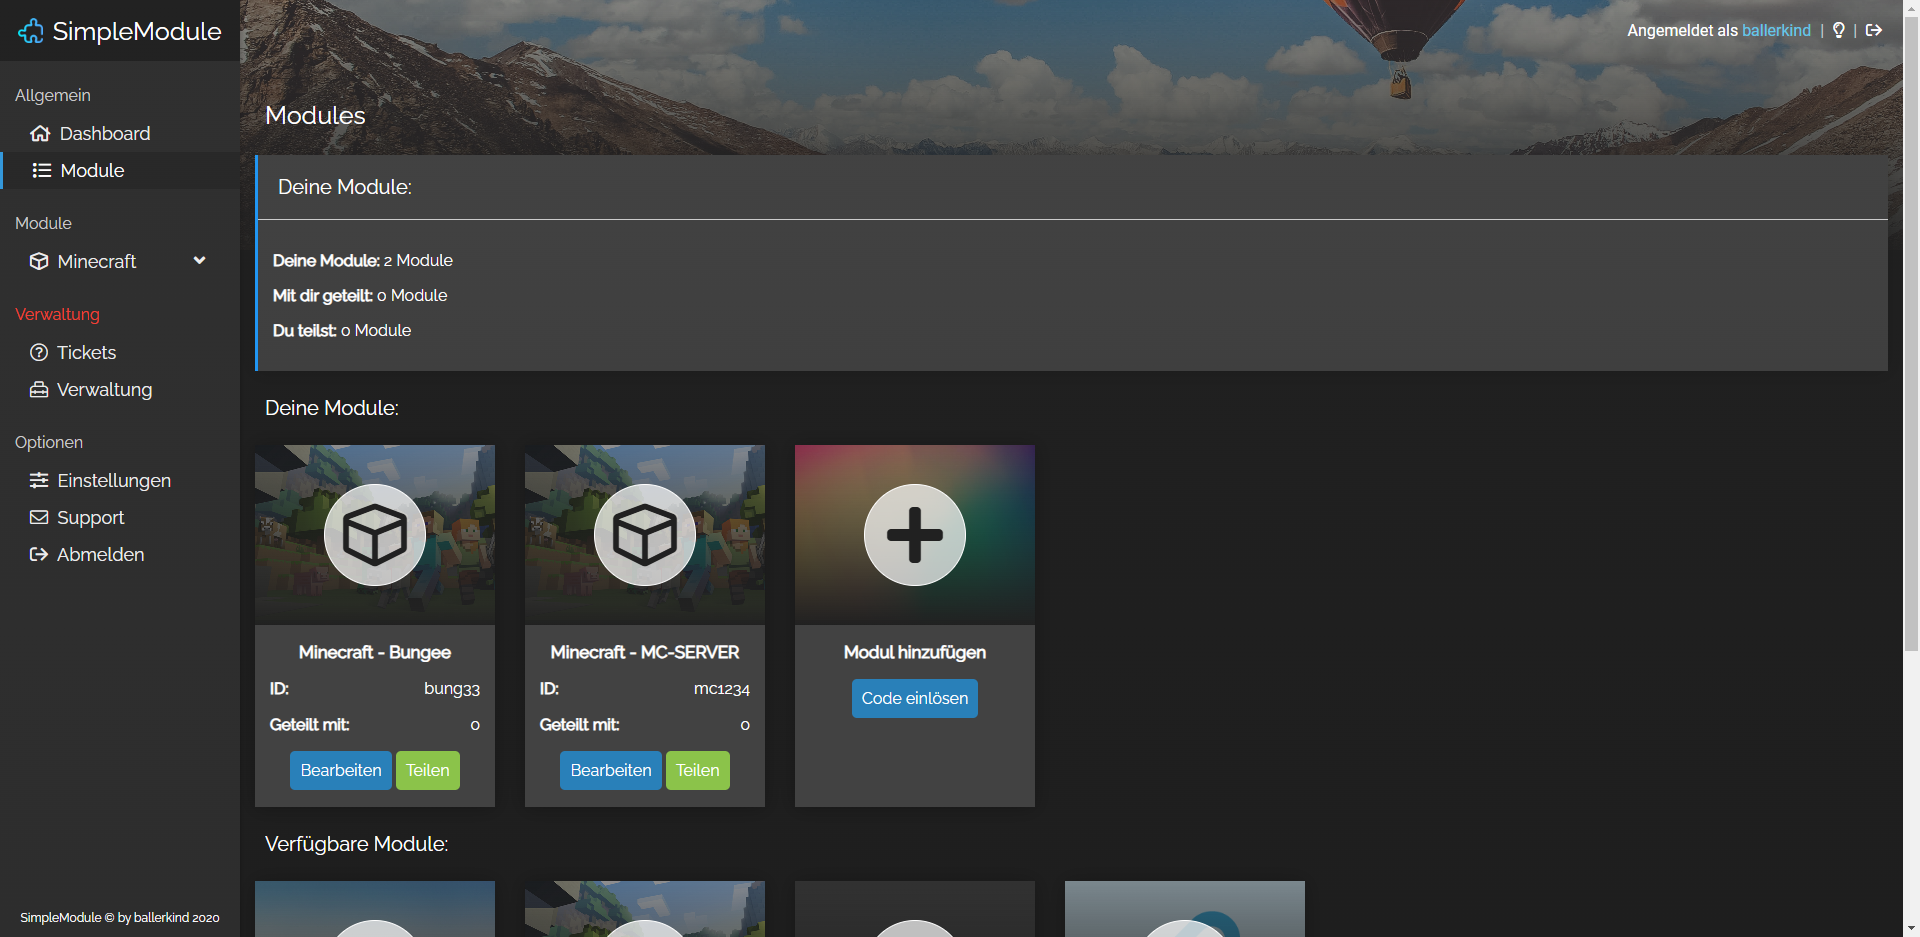 SimpleModule
Angemeldet als ballerkind | |
Allgemein
Dashboard
Module
Module
Minecraft
Verwaltung
Tickets
Verwaltung
Optionen
Einstellungen
Support
Abmelden
SimpleModule © by ballerkind 2020
Modules
Deine Module:
Deine Module: 2 Module
Mit dir geteilt: 0 Module
Du teilst: 0 Module
Deine Module:
Minecraft - Bungee
ID: bung33
Geteilt mit: 0
Bearbeiten Teilen
Minecraft - MC-SERVER
ID: mc1234
Geteilt mit: 0
Bearbeiten Teilen
Modul hinzufügen
Code einlösen
Verfügbare Module: